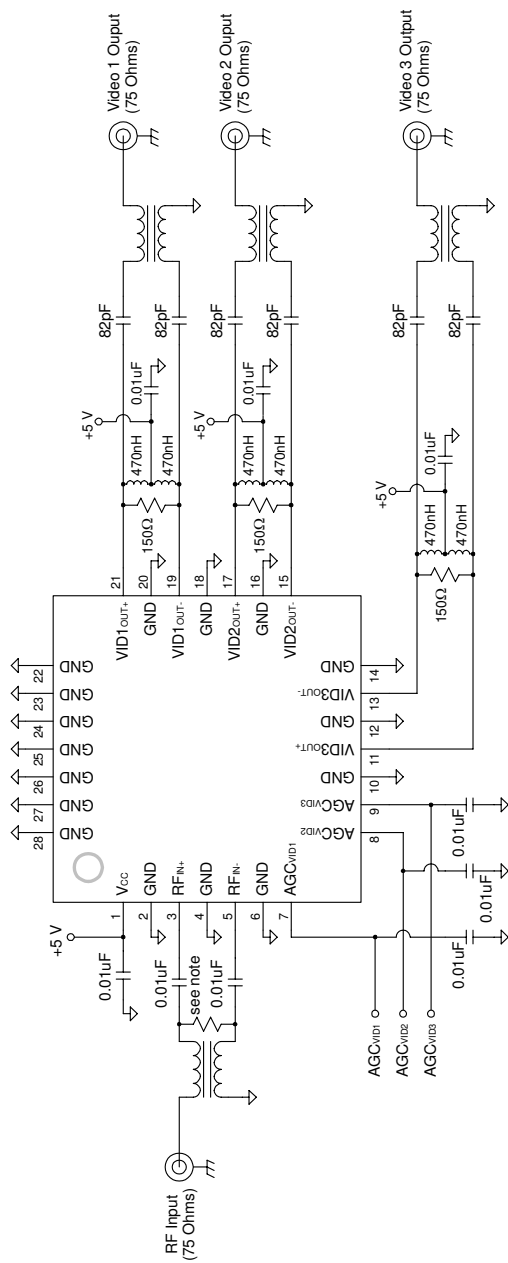 RF Input
(75 Ohms)
0.01uF
see note
0.01uF
0.01uF
+5 V
1
VCC
2
GND
3
RFIN+
4
GND
5
RFIN-
6
GND
7
AGCVID1
AGCVID1
AGCVID2
AGCVID3
0.01uF
0.01uF
0.01uF
28
GND
27
GND
26
GND
25
GND
24
GND
23
GND
22
GND
8
AGCVID2
9
AGCVID3
10
GND
11
VID3OUT+
12
GND
13
VID3OUT-
14
GND
21
VID1OUT+
20
GND
19
VID1OUT-
18
GND
17
VID2OUT+
16
GND
15
VID2OUT-
150Ω
470nH
470nH
+5 V
0.01uF
82pF
82pF
Video 1 Ouput
(75 Ohms)
150Ω
470nH
470nH
+5 V
0.01uF
82pF
82pF
Video 2 Ouput
(75 Ohms)
150Ω
470nH
470nH
+5 V
0.01uF
82pF
82pF
Video 3 Output
(75 Ohms)